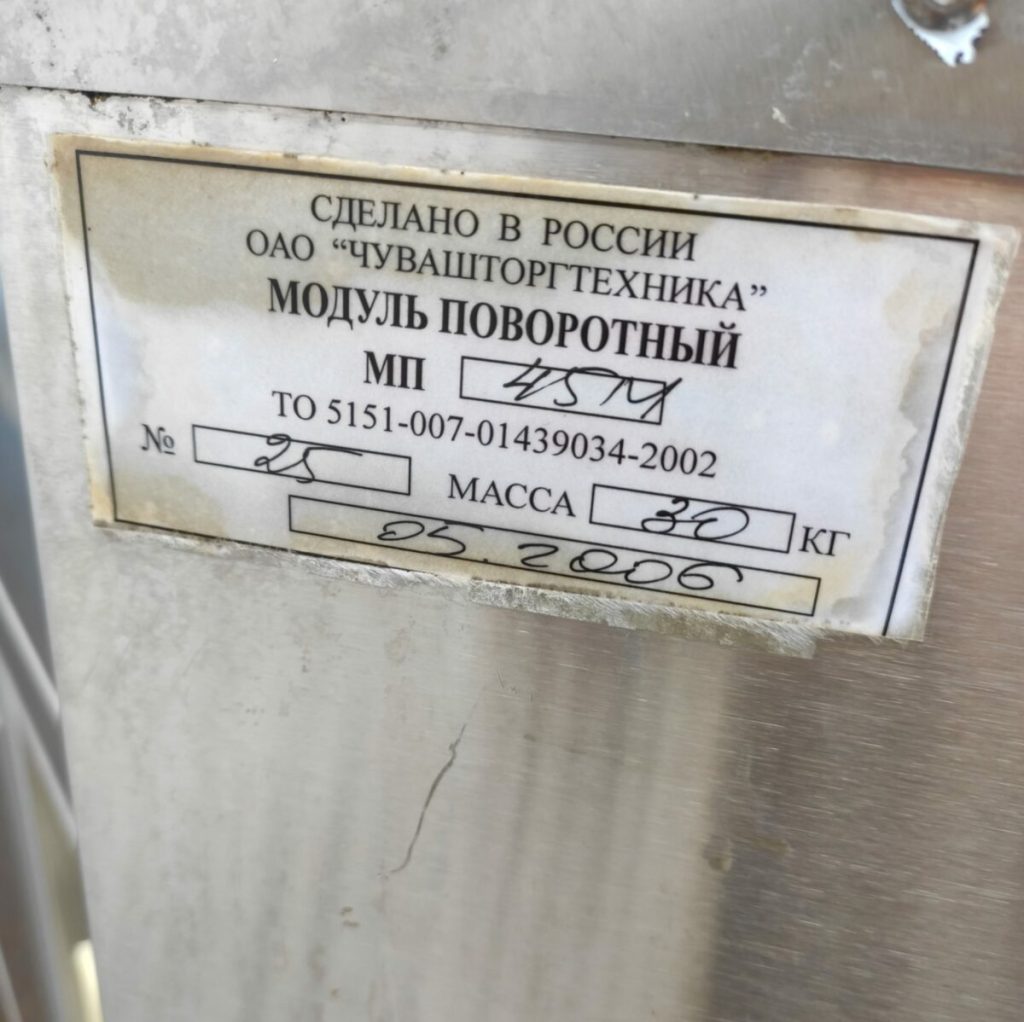 СДЕЛАНО В РОССИИ
ОАО “ЧУВАШТОРГТЕХНИКА”
МОДУЛЬ ПОВОРОТНЫЙ
МП 45М
ТО 5151-007-01439034-2002
№ 25 МАССА 30 КГ
05.2006